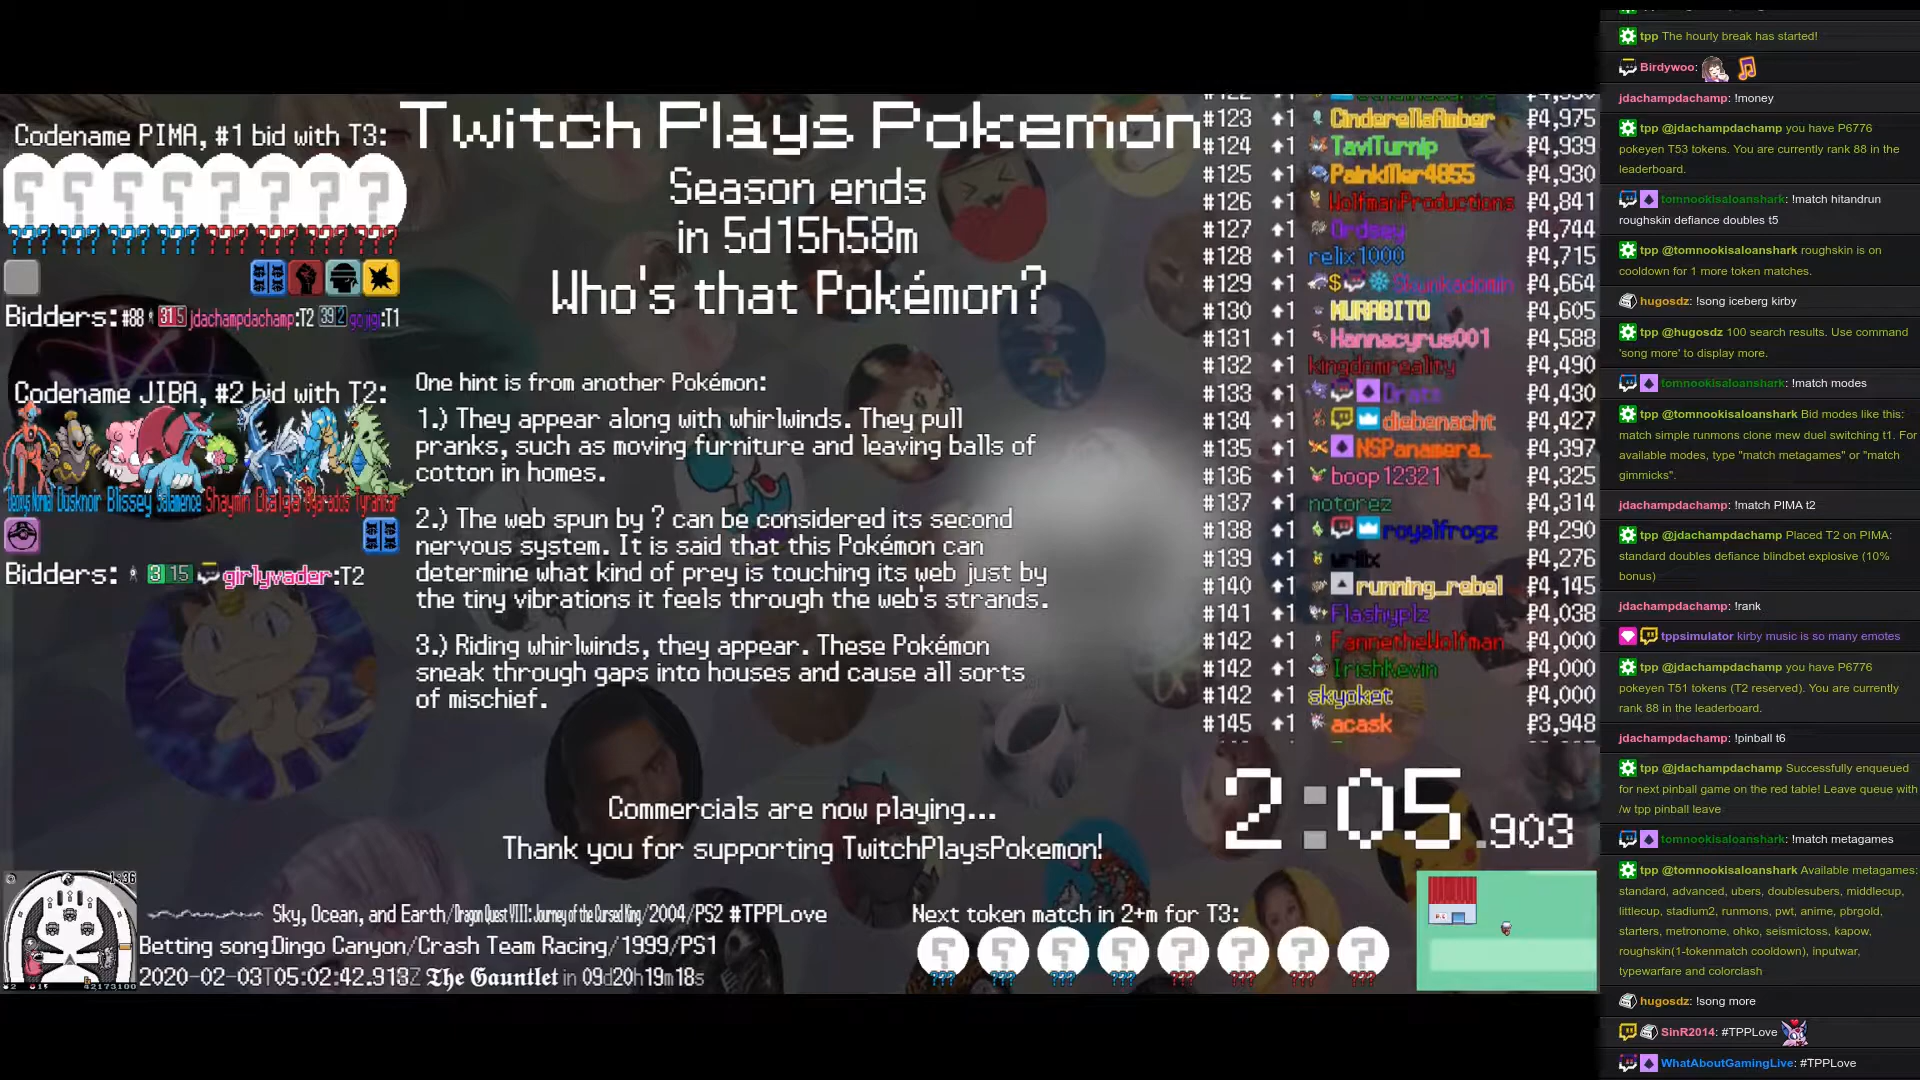 Twitch Plays Pokemon
Season ends
in 5d15h58m
Who's that Pokémon?
Codename PIMA, #1 bid with T3:
??? ??? ??? ??? ??? ??? ??? ???
Bidders: #88 31 5 jdachampdachamp:T2 39 2 gojigi:T1
Codename JIBA, #2 bid with T2:
Deoxys Normal Dusknoir Blissey Salamence Shaymin Dialga Gyarados Tyranitar
Bidders: 3 15 girlyvader:T2
One hint is from another Pokémon:
1.) They appear along with whirlwinds. They pull
pranks, such as moving furniture and leaving balls of
cotton in homes.
2.) The web spun by ? can be considered its second
nervous system. It is said that this Pokémon can
determine what kind of prey is touching its web just by
the tiny vibrations it feels through the web's strands.
3.) Riding whirlwinds, they appear. These Pokémon
sneak through gaps into houses and cause all sorts
of mischief.
Commercials are now playing...
Thank you for supporting TwitchPlaysPokemon!
#123 1 CinderellaAmber ₽4,975
#124 1 TaviTurnip ₽4,939
#125 1 Painkiller4855 ₽4,930
#126 1 WolfmanProductions ₽4,841
#127 1 Ordsey ₽4,744
#128 1 relix1000 ₽4,715
#129 1 $ Skunkadomin ₽4,664
#130 1 MURABITO ₽4,605
#131 1 Hannacyrus001 ₽4,588
#132 1 kingdomreality ₽4,490
#133 1 ₽4,430
#134 1 diebenacht ₽4,427
#135 1 NSPanamera_ ₽4,397
#136 1 boop12321 ₽4,325
#137 1 notorez ₽4,314
#138 1 royalfrogz ₽4,290
#139 1 ₽4,276
#140 1 running_rebel ₽4,145
#141 1 Flashyplz ₽4,038
#142 1 FannetheWolfman ₽4,000
#142 1 IrishKevin ₽4,000
#142 1 skyoket ₽4,000
#145 1 acask ₽3,948
2:05.903
1:36
42173100
Sky, Ocean, and Earth/Dragon Quest VIII: Journey of the Cursed King/2004/PS2 #TPPLove
Betting song Dingo Canyon/Crash Team Racing/1999/PS1
2020-02-03T05:02:42.913Z The Gauntlet in 09d20h19m18s
Next token match in 2+m for T3:
??? ??? ??? ??? ??? ??? ??? ???
tpp The hourly break has started!
Birdywoo:
jdachampdachamp: !money
tpp @jdachampdachamp you have P6776
pokeyen T53 tokens. You are currently rank 88 in the
leaderboard.
tomnookisaloanshark: !match hitandrun
roughskin defiance doubles t5
tpp @tomnookisaloanshark roughskin is on
cooldown for 1 more token matches.
hugosdz: !song iceberg kirby
tpp @hugosdz 100 search results. Use command
'song more' to display more.
tomnookisaloanshark: !match modes
tpp @tomnookisaloanshark Bid modes like this:
match simple runmons clone mew duel switching t1. For
available modes, type "match metagames" or "match
gimmicks".
jdachampdachamp: !match PIMA t2
tpp @jdachampdachamp Placed T2 on PIMA:
standard doubles defiance blindbet explosive (10%
bonus)
jdachampdachamp: !rank
tppsimulator kirby music is so many emotes
tpp @jdachampdachamp you have P6776
pokeyen T51 tokens (T2 reserved). You are currently
rank 88 in the leaderboard.
jdachampdachamp: !pinball t6
tpp @jdachampdachamp Successfully enqueued
for next pinball game on the red table! Leave queue with
/w tpp pinball leave
tomnookisaloanshark: !match metagames
tpp @tomnookisaloanshark Available metagames:
standard, advanced, ubers, doublesubers, middlecup,
littlecup, stadium2, runmons, pwt, anime, pbrgold,
starters, metronome, ohko, seismictoss, kapow,
roughskin(1-tokenmatch cooldown), inputwar,
typewarfare and colorclash
hugosdz: !song more
SinR2014: #TPPLove
WhatAboutGamingLive: #TPPLove